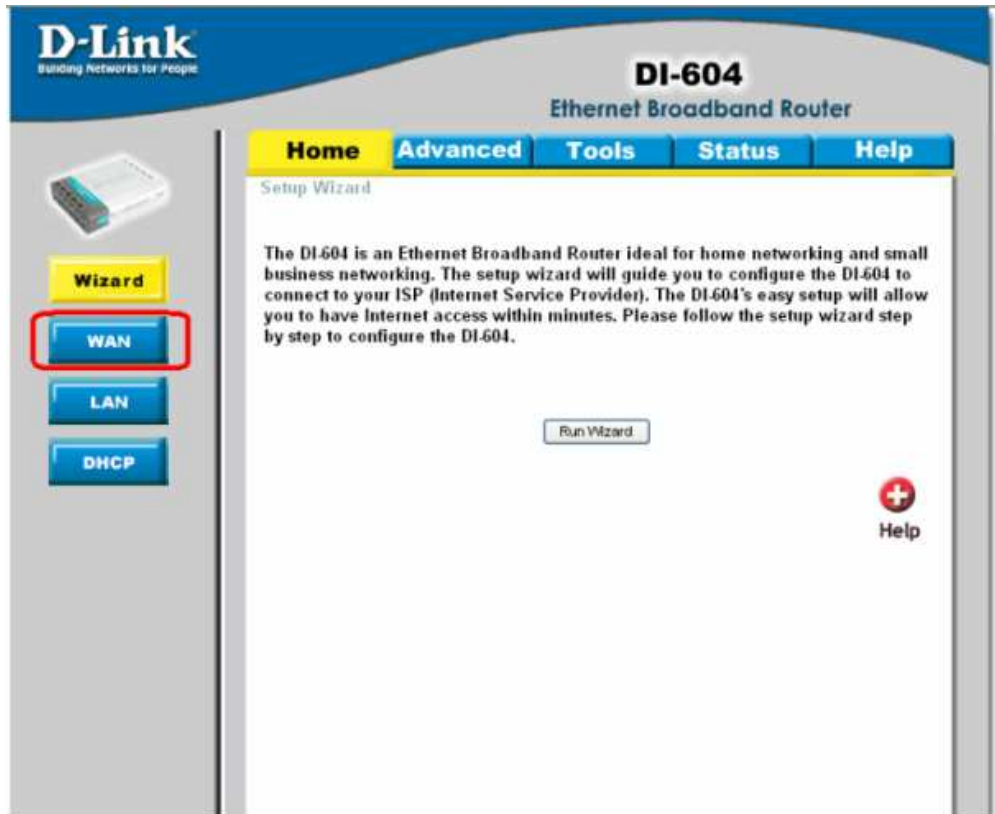 D-Link
Building Networks for People
DI-604
Ethernet Broadband Router
Home
Advanced
Tools
Status
Help
Setup Wizard
Wizard
WAN
LAN
DHCP
The DI-604 is an Ethernet Broadband Router ideal for home networking and small
business networking. The setup wizard will guide you to configure the DI-604 to
connect to your ISP (Internet Service Provider). The DI-604's easy setup will allow
you to have Internet access within minutes. Please follow the setup wizard step
by step to configure the DI-604.
Run Wizard
Help